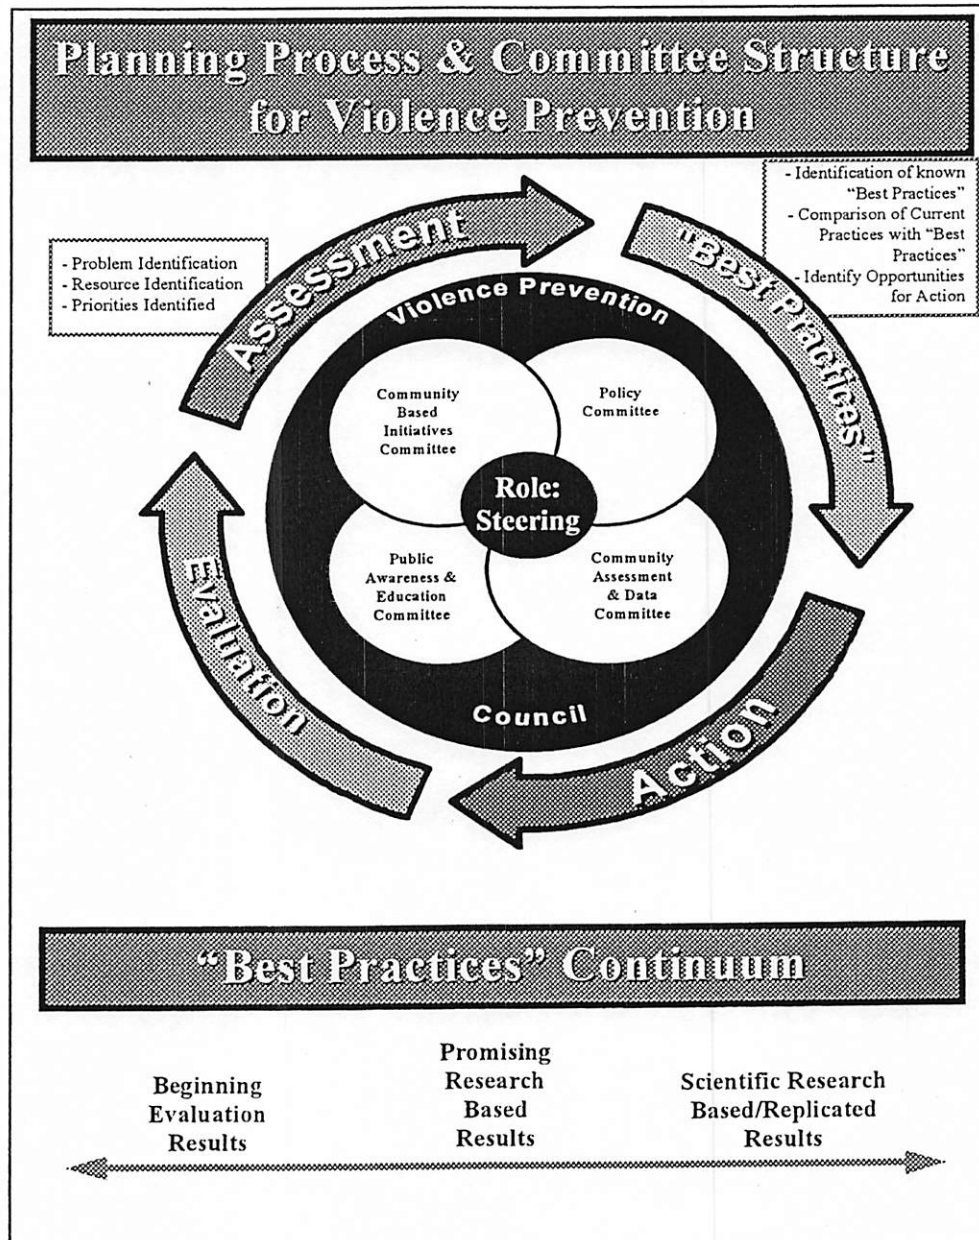 Planning Process & Committee Structure
for Violence Prevention
Assessment
- Problem Identification
- Resource Identification
- Priorities Identified
"Best Practices"
- Identification of known
"Best Practices"
- Comparison of Current
Practices with "Best
Practices"
- Identify Opportunities
for Action
Violence Prevention
Community
Based
Initiatives
Committee
Policy
Committee
Role:
Steering
Public
Awareness &
Education
Committee
Community
Assessment
& Data
Committee
Council
Evaluation
Action
"Best Practices" Continuum
Beginning
Evaluation
Results
Promising
Research
Based
Results
Scientific Research
Based/Replicated
Results